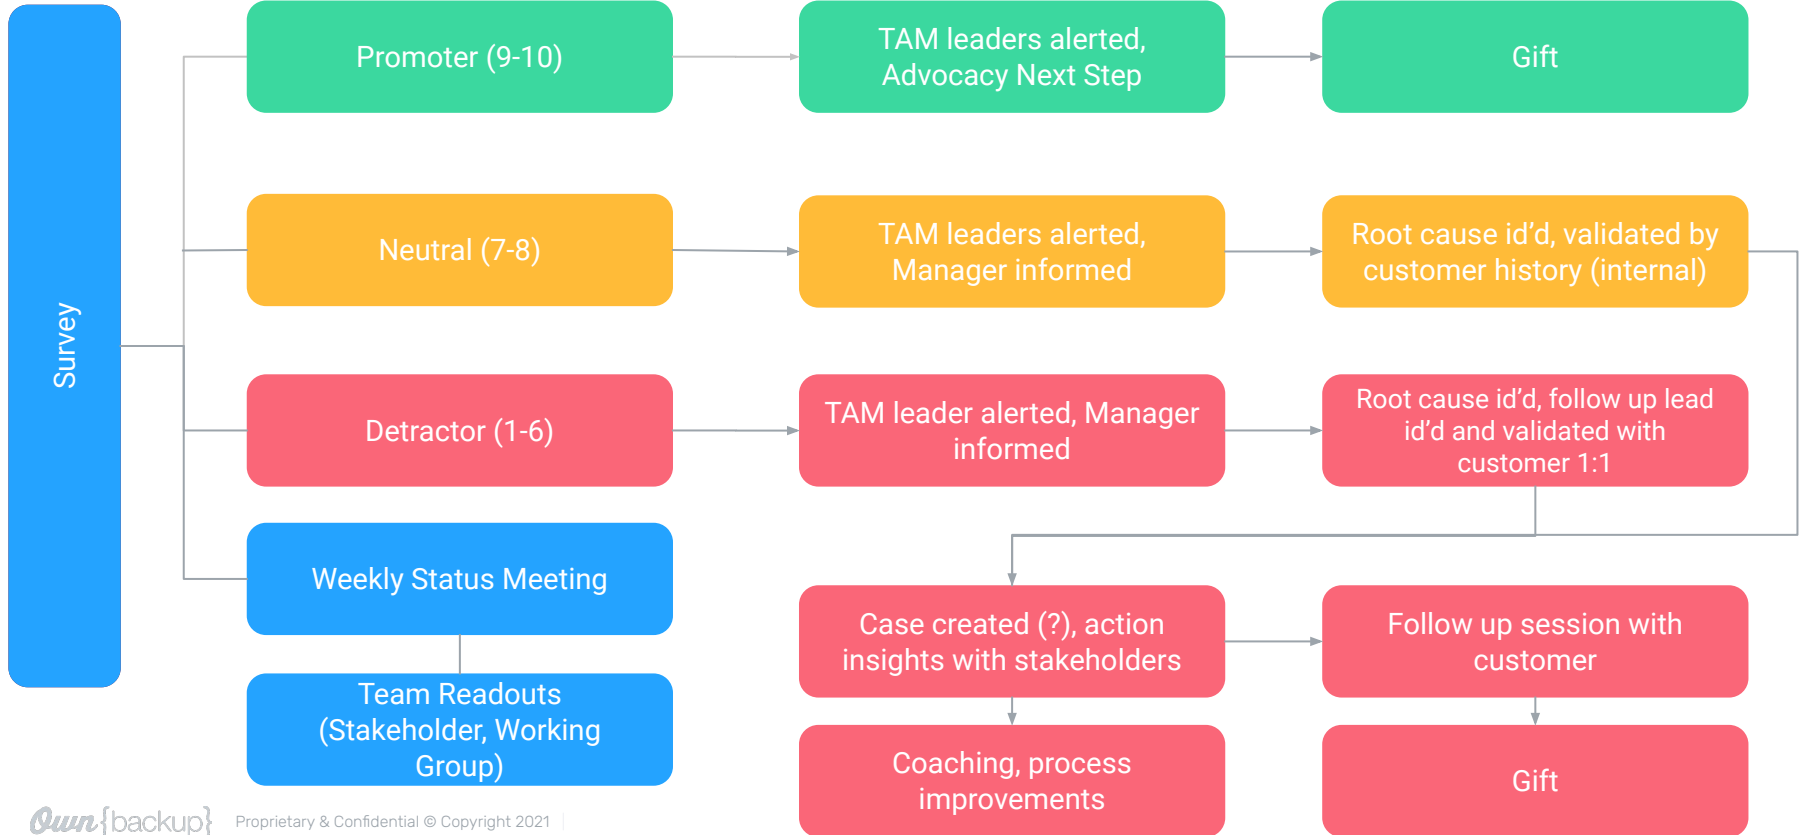 Survey
Promoter (9-10)
TAM leaders alerted,
Advocacy Next Step
Gift
Neutral (7-8)
TAM leaders alerted,
Manager informed
Root cause id’d, validated by
customer history (internal)
Detractor (1-6)
TAM leader alerted, Manager
informed
Root cause id’d, follow up lead
id’d and validated with
customer 1:1
Weekly Status Meeting
Case created (?), action
insights with stakeholders
Follow up session with
customer
Team Readouts
(Stakeholder, Working
Group)
Coaching, process
improvements
Gift
Own{backup}
Proprietary & Confidential © Copyright 2021